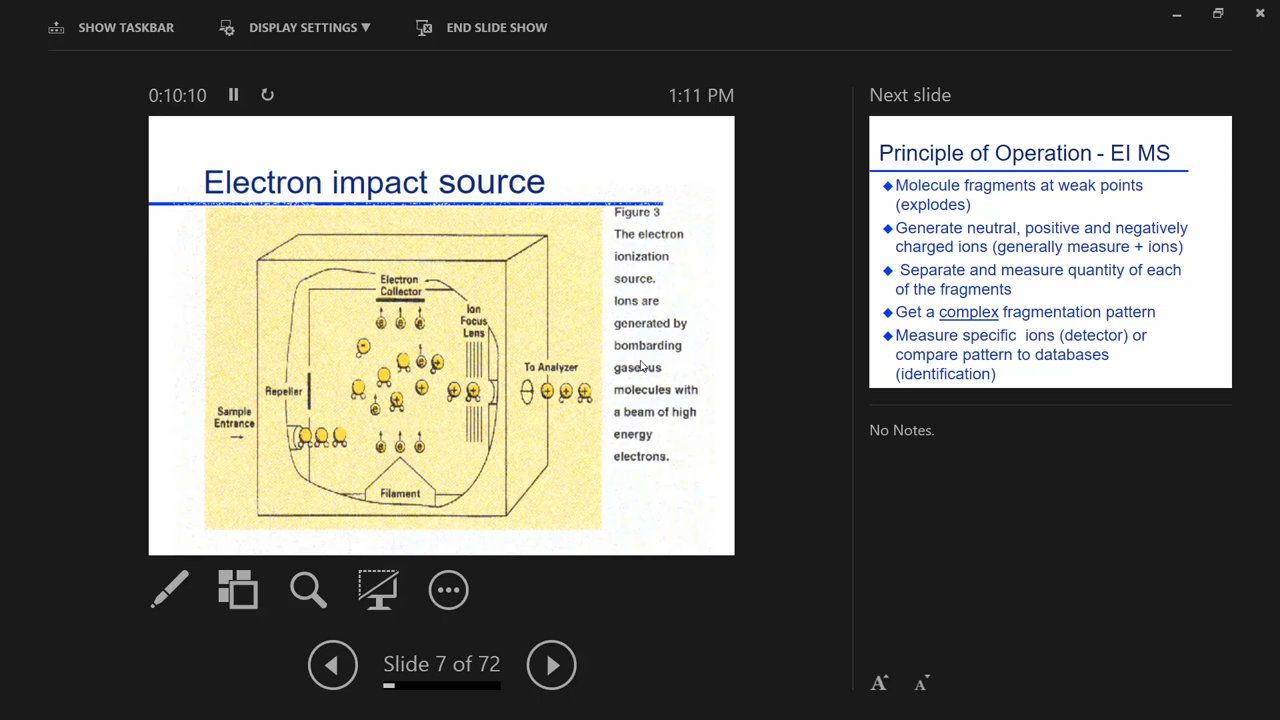 SHOW TASKBAR
DISPLAY SETTINGS ▼
END SLIDE SHOW
0:10:10
1:11 PM
Electron impact source
Electron
Collector
Ion
Focus
Lens
To Analyzer
Repeller
Sample
Entrance
Filament
e e e
e
e
e e e
Figure 3
The electron
ionization
source.
Ions are
generated by
bombarding
gaseous
molecules with
a beam of high
energy
electrons.
Slide 7 of 72
Next slide
Principle of Operation - EI MS
◆Molecule fragments at weak points
(explodes)
◆Generate neutral, positive and negatively
charged ions (generally measure + ions)
◆ Separate and measure quantity of each
of the fragments
◆Get a complex fragmentation pattern
◆Measure specific ions (detector) or
compare pattern to databases
(identification)
No Notes.
A A